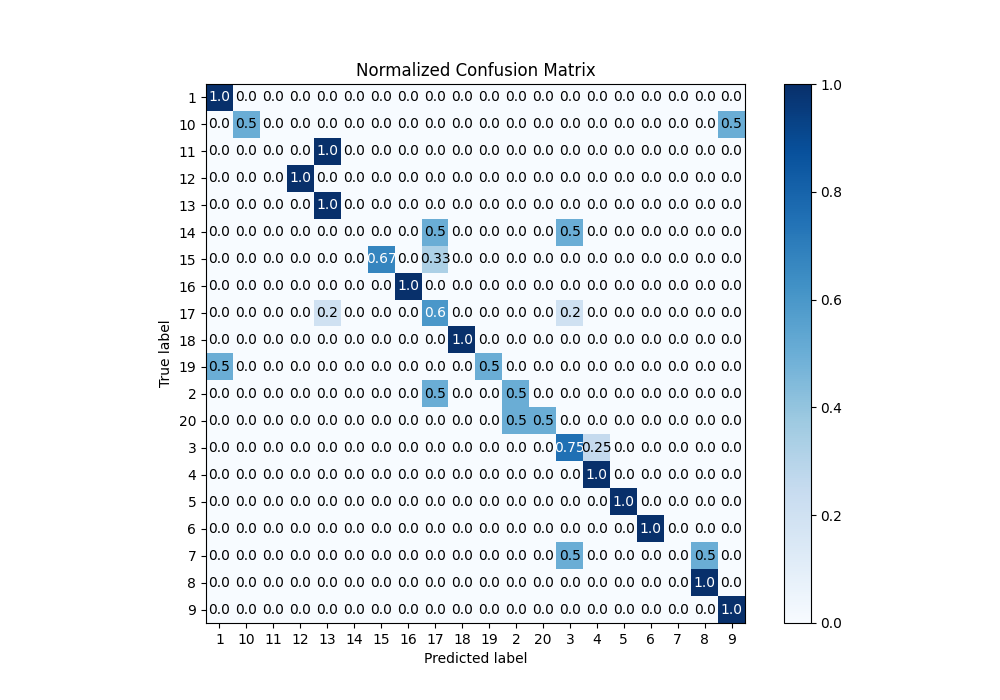 Normalized Confusion Matrix
1 1.0 0.0 0.0 0.0 0.0 0.0 0.0 0.0 0.0 0.0 0.0 0.0 0.0 0.0 0.0 0.0 0.0 0.0 0.0 0.0
10 0.0 0.5 0.0 0.0 0.0 0.0 0.0 0.0 0.0 0.0 0.0 0.0 0.0 0.0 0.0 0.0 0.0 0.0 0.0 0.5
11 0.0 0.0 0.0 0.0 1.0 0.0 0.0 0.0 0.0 0.0 0.0 0.0 0.0 0.0 0.0 0.0 0.0 0.0 0.0 0.0
12 0.0 0.0 0.0 1.0 0.0 0.0 0.0 0.0 0.0 0.0 0.0 0.0 0.0 0.0 0.0 0.0 0.0 0.0 0.0 0.0
13 0.0 0.0 0.0 0.0 1.0 0.0 0.0 0.0 0.0 0.0 0.0 0.0 0.0 0.0 0.0 0.0 0.0 0.0 0.0 0.0
14 0.0 0.0 0.0 0.0 0.0 0.0 0.0 0.0 0.5 0.0 0.0 0.0 0.0 0.5 0.0 0.0 0.0 0.0 0.0 0.0
15 0.0 0.0 0.0 0.0 0.0 0.0 0.67 0.0 0.33 0.0 0.0 0.0 0.0 0.0 0.0 0.0 0.0 0.0 0.0 0.0
16 0.0 0.0 0.0 0.0 0.0 0.0 0.0 1.0 0.0 0.0 0.0 0.0 0.0 0.0 0.0 0.0 0.0 0.0 0.0 0.0
17 0.0 0.0 0.0 0.0 0.2 0.0 0.0 0.0 0.6 0.0 0.0 0.0 0.0 0.2 0.0 0.0 0.0 0.0 0.0 0.0
18 0.0 0.0 0.0 0.0 0.0 0.0 0.0 0.0 0.0 1.0 0.0 0.0 0.0 0.0 0.0 0.0 0.0 0.0 0.0 0.0
19 0.5 0.0 0.0 0.0 0.0 0.0 0.0 0.0 0.0 0.0 0.5 0.0 0.0 0.0 0.0 0.0 0.0 0.0 0.0 0.0
2 0.0 0.0 0.0 0.0 0.0 0.0 0.0 0.0 0.5 0.0 0.0 0.5 0.0 0.0 0.0 0.0 0.0 0.0 0.0 0.0
20 0.0 0.0 0.0 0.0 0.0 0.0 0.0 0.0 0.0 0.0 0.0 0.5 0.5 0.0 0.0 0.0 0.0 0.0 0.0 0.0
3 0.0 0.0 0.0 0.0 0.0 0.0 0.0 0.0 0.0 0.0 0.0 0.0 0.0 0.75 0.25 0.0 0.0 0.0 0.0 0.0
4 0.0 0.0 0.0 0.0 0.0 0.0 0.0 0.0 0.0 0.0 0.0 0.0 0.0 0.0 1.0 0.0 0.0 0.0 0.0 0.0
5 0.0 0.0 0.0 0.0 0.0 0.0 0.0 0.0 0.0 0.0 0.0 0.0 0.0 0.0 0.0 1.0 0.0 0.0 0.0 0.0
6 0.0 0.0 0.0 0.0 0.0 0.0 0.0 0.0 0.0 0.0 0.0 0.0 0.0 0.0 0.0 0.0 1.0 0.0 0.0 0.0
7 0.0 0.0 0.0 0.0 0.0 0.0 0.0 0.0 0.0 0.0 0.0 0.0 0.0 0.5 0.0 0.0 0.0 0.0 0.5 0.0
8 0.0 0.0 0.0 0.0 0.0 0.0 0.0 0.0 0.0 0.0 0.0 0.0 0.0 0.0 0.0 0.0 0.0 0.0 1.0 0.0
9 0.0 0.0 0.0 0.0 0.0 0.0 0.0 0.0 0.0 0.0 0.0 0.0 0.0 0.0 0.0 0.0 0.0 0.0 0.0 1.0
1 10 11 12 13 14 15 16 17 18 19 2 20 3 4 5 6 7 8 9
Predicted label
True label
1.0
0.8
0.6
0.4
0.2
0.0